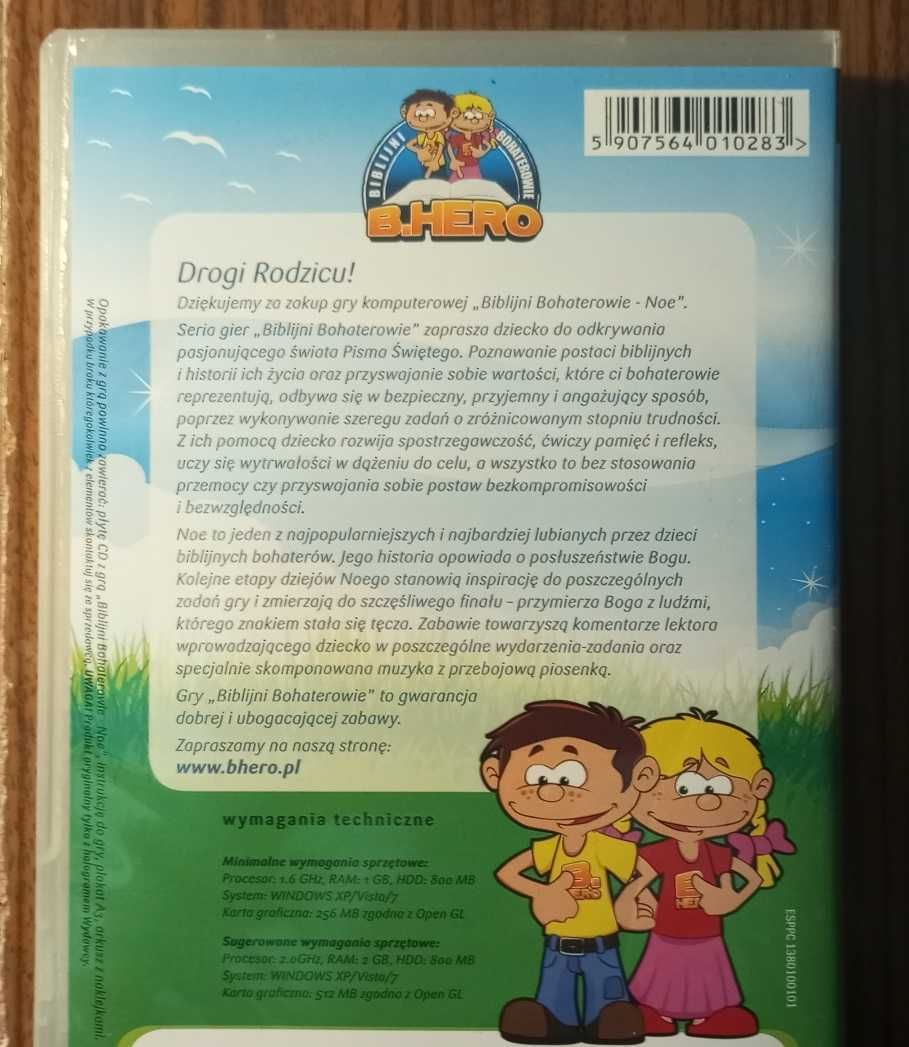 BIBLIJNI BOHATEROWIE
B.HERO
5 907564 010283 >
Drogi Rodzicu!
Dziękujemy za zakup gry komputerowej „Biblijni Bohaterowie - Noe”.
Seria gier „Biblijni Bohaterowie” zaprasza dziecko do odkrywania
pasjonującego świata Pisma Świętego. Poznawanie postaci biblijnych
i historii ich życia oraz przyswajanie sobie wartości, które ci bohaterowie
reprezentują, odbywa się w bezpieczny, przyjemny i angażujący sposób,
poprzez wykonywanie szeregu zadań o zróżnicowanym stopniu trudności.
Z ich pomocą dziecko rozwija spostrzegawczość, ćwiczy pamięć i refleks,
uczy się wytrwałości w dążeniu do celu, a wszystko to bez stosowania
przemocy czy przyswajania sobie postaw bezkompromisowości
i bezwzględności.
Noe to jeden z najpopularniejszych i najbardziej lubianych przez dzieci
biblijnych bohaterów. Jego historia opowiada o posłuszeństwie Bogu.
Kolejne etapy dziejów Noego stanowią inspirację do poszczególnych
zadań gry i zmierzają do szczęśliwego finału – przymierza Boga z ludźmi,
którego znakiem stała się tęcza. Zabawie towarzyszą komentarze lektora
wprowadzającego dziecko w poszczególne wydarzenia-zadania oraz
specjalnie skomponowana muzyka z przebojową piosenką.
Gry „Biblijni Bohaterowie” to gwarancja
dobrej i ubogacającej zabawy.
Zapraszamy na naszą stronę:
www.bhero.pl
wymagania techniczne
Minimalne wymagania sprzętowe:
Procesor: 1.6 GHz, RAM: 1 GB, HDD: 800 MB
System: WINDOWS XP/Vista/7
Karta graficzna: 256 MB zgodna z Open GL
Sugerowane wymagania sprzętowe:
Procesor: 2.0GHz, RAM: 2 GB, HDD: 800 MB
System: WINDOWS XP/Vista/7
Karta graficzna: 512 MB zgodna z Open GL
B.
HERO
Opakowanie z grą powinno zawierać: płytę CD z grą „Biblijni Bohaterowie - Noe”, instrukcję do gry, plakat A3, arkusz z naklejkami.
W przypadku braku któregokolwiek z elementów skontaktuj się ze sprzedawcą. UWAGA! Produkt oryginalny tylko z hologramem Wydawcy.
ESPPC 1380100101